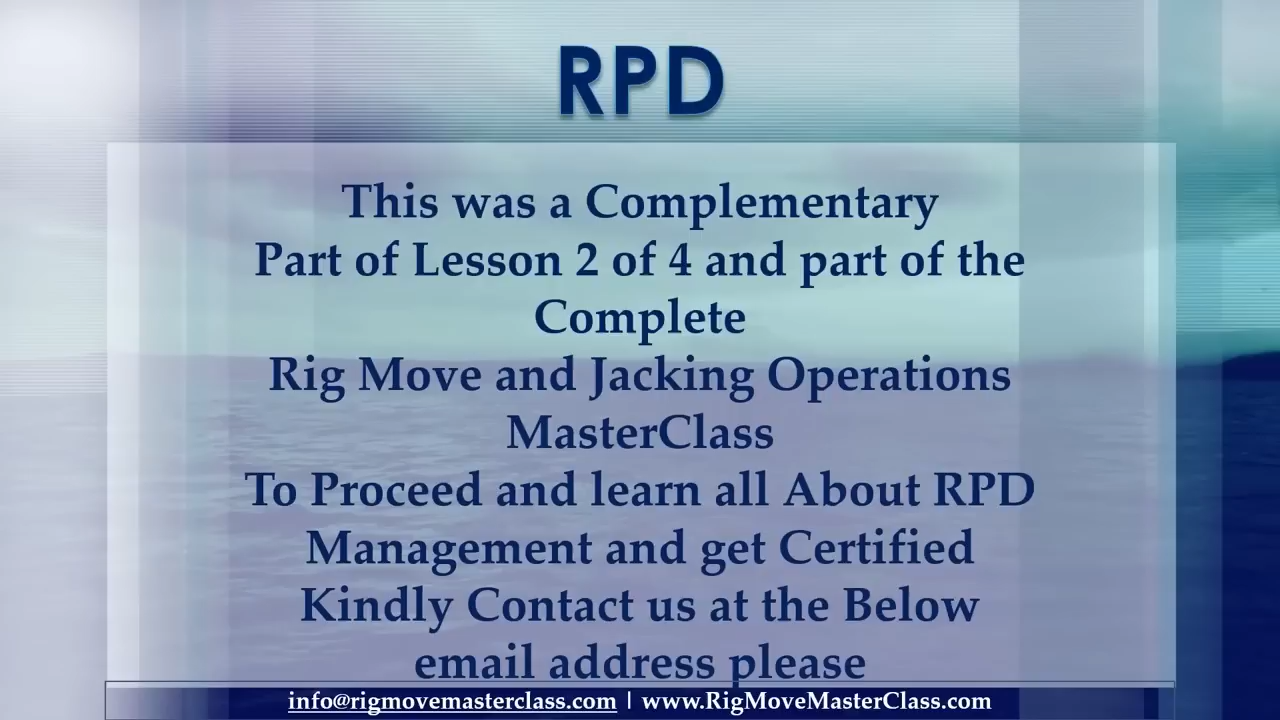 RPD
This was a Complementary
Part of Lesson 2 of 4 and part of the
Complete
Rig Move and Jacking Operations
MasterClass
To Proceed and learn all About RPD
Management and get Certified
Kindly Contact us at the Below
email address please
info@rigmovemasterclass.com | www.RigMoveMasterClass.com